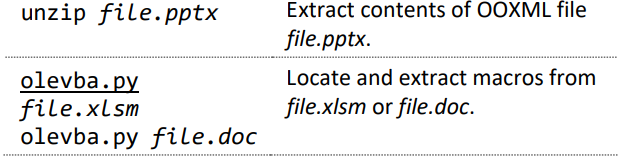 unzip file.pptx
Extract contents of OOXML file
file.pptx.
olevba.py
file.xlsm
olevba.py file.doc
Locate and extract macros from
file.xlsm or file.doc.